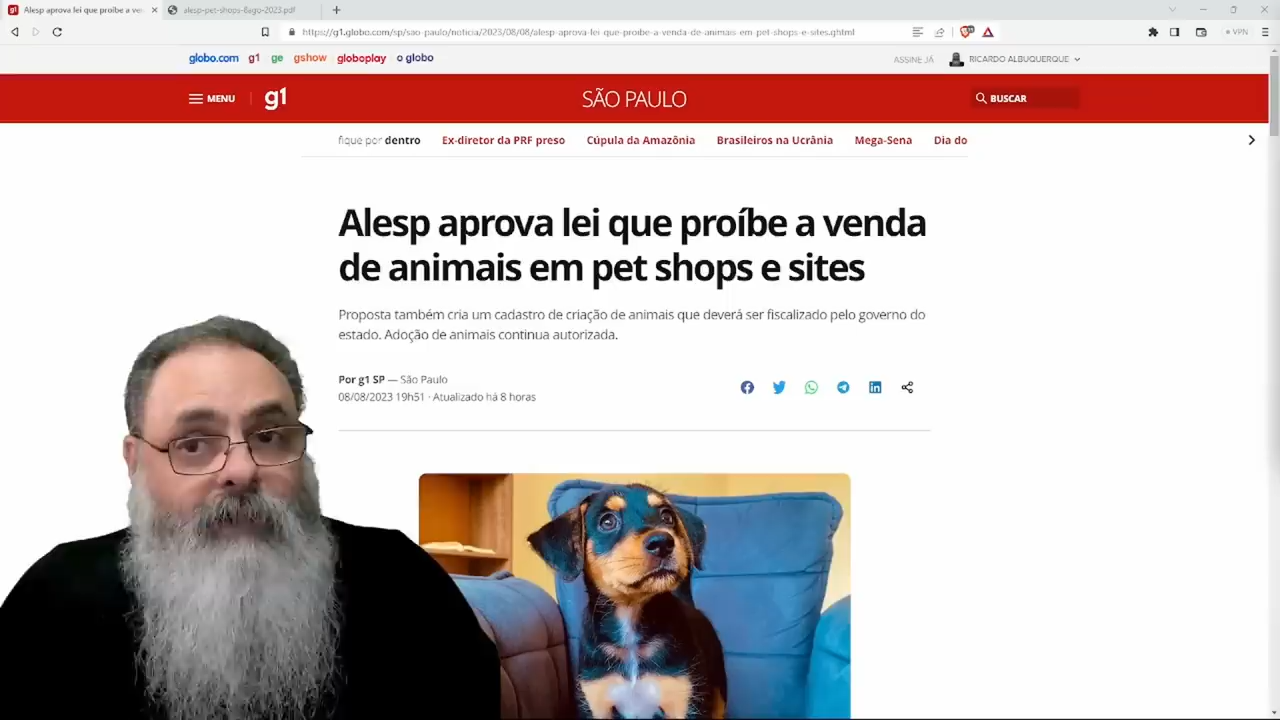 Alesp aprova lei que proíbe a ve
alesp-pet-shops-8ago-2023.pdf
https://g1.globo.com/sp/sao-paulo/noticia/2023/08/08/alesp-aprova-lei-que-proibe-a-venda-de-animais-em-pet-shops-e-sites.ghtml
VPN
globo.com g1 ge gshow globoplay o globo
ASSINE JÁ
RICARDO ALBUQUERQUE
MENU g1
SÃO PAULO
BUSCAR
fique por dentro Ex-diretor da PRF preso Cúpula da Amazônia Brasileiros na Ucrânia Mega-Sena Dia do
Alesp aprova lei que proíbe a venda
de animais em pet shops e sites
Proposta também cria um cadastro de criação de animais que deverá ser fiscalizado pelo governo do
estado. Adoção de animais continua autorizada.
Por g1 SP — São Paulo
08/08/2023 19h51 · Atualizado há 8 horas